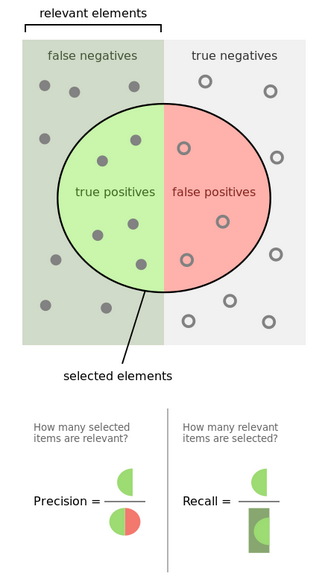 relevant elements
false negatives
true negatives
true positives
false positives
selected elements
How many selected
items are relevant?
How many relevant
items are selected?
Precision =
Recall =